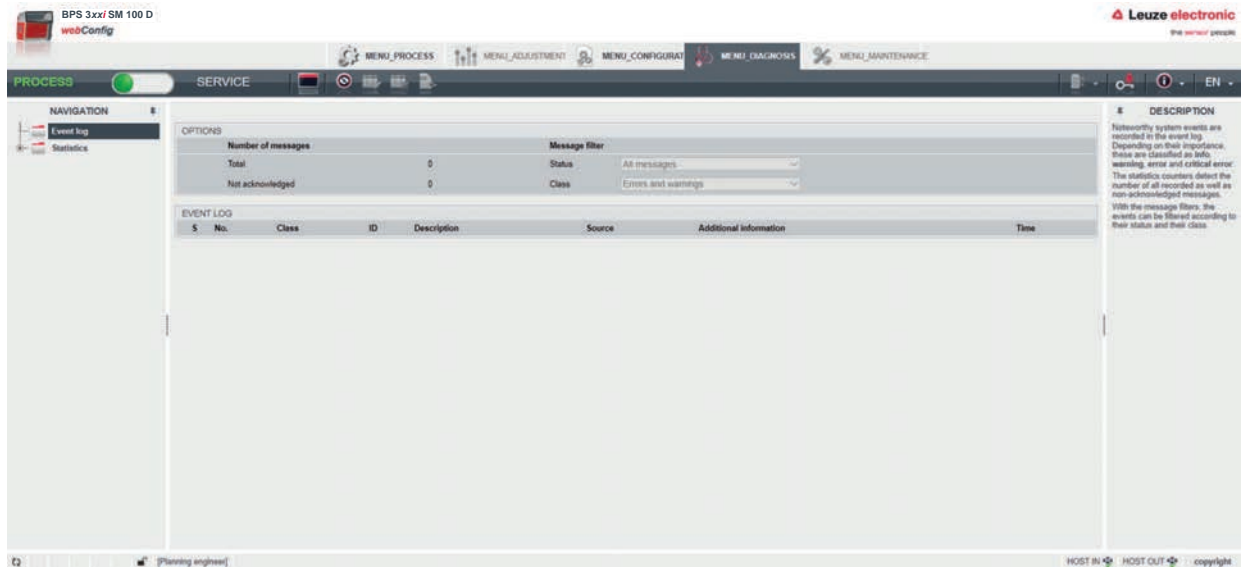 BPS 3xxi SM 100 D
webConfig
Leuze electronic
the sensor people
MENU_PROCESS
MENU_ADJUSTMENT
MENU_CONFIGURAT
MENU_DIAGNOSIS
MENU_MAINTENANCE
PROCESS
SERVICE
EN
NAVIGATION
Event log
Statistics
OPTIONS
Number of messages
Message filter
Total 0
Status All messages
Not acknowledged 0
Class Errors and warnings
EVENT LOG
S No. Class ID Description Source Additional information Time
DESCRIPTION
Noteworthy system events are
recorded in the event log.
Depending on their importance,
these are classified as info,
warning, error and critical error.
The statistics counters detect the
number of all recorded as well as
non-acknowledged messages.
With the message filters, the
events can be filtered according to
their status and their class.
[Planning engineer]
HOST IN
HOST OUT
copyright